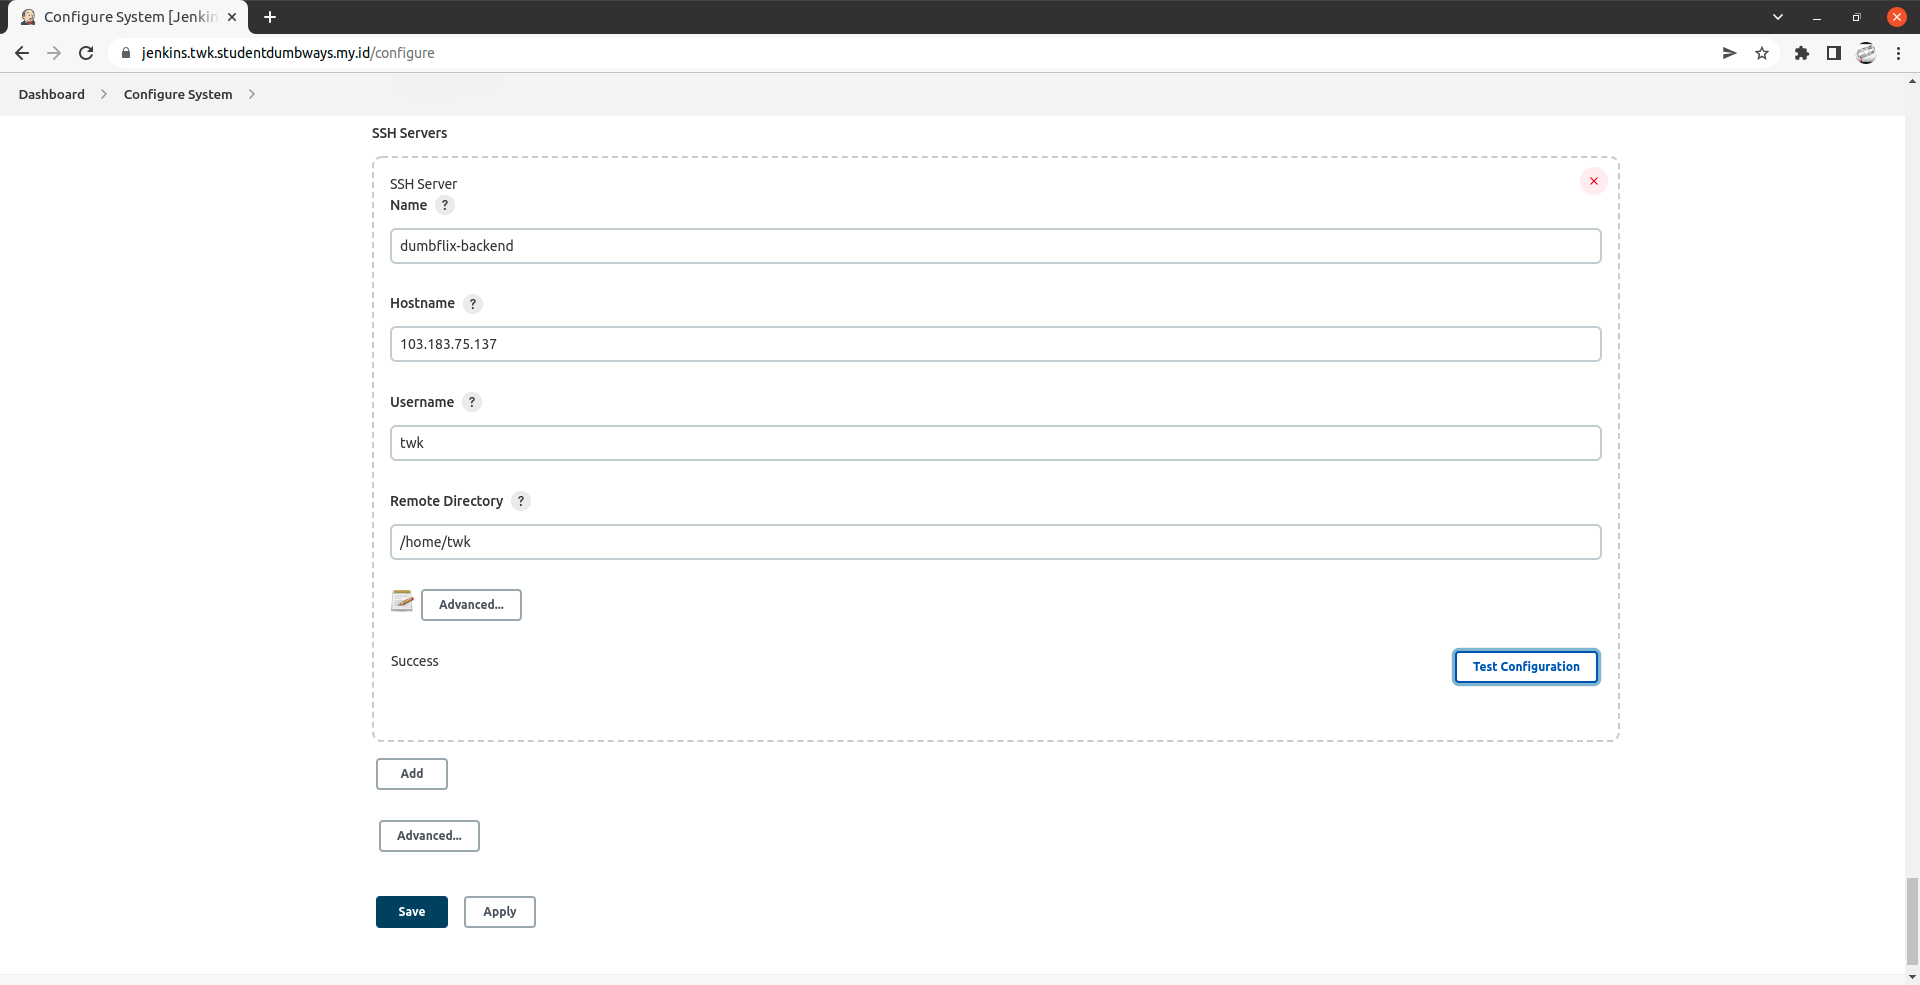 Configure System [Jenkin
jenkins.twk.studentdumbways.my.id/configure
Dashboard Configure System
SSH Servers
SSH Server
Name ?
dumbflix-backend
Hostname ?
103.183.75.137
Username ?
twk
Remote Directory ?
/home/twk
Advanced...
Success
Test Configuration
Add
Advanced...
Save Apply